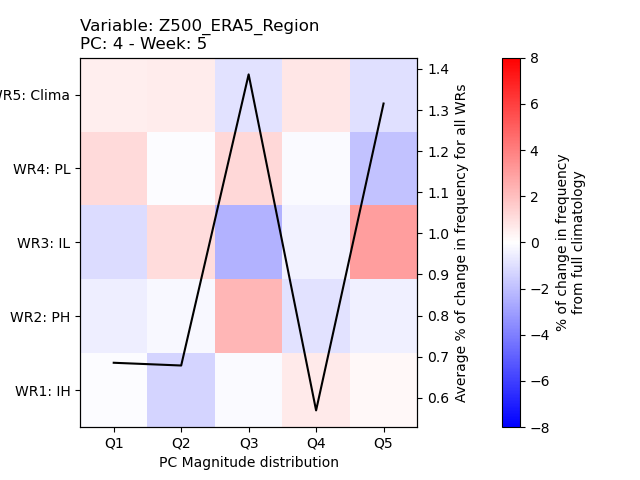 Variable: Z500_ERA5_Region
PC: 4 - Week: 5
WR5: Clima
WR4: PL
WR3: IL
WR2: PH
WR1: IH
Q1 Q2 Q3 Q4 Q5
PC Magnitude distribution
1.4
1.3
1.2
1.1
1.0
0.9
0.8
0.7
0.6
Average % of change in frequency for all WRs
8
6
4
2
0
−2
−4
−6
−8
% of change in frequency
from full climatology